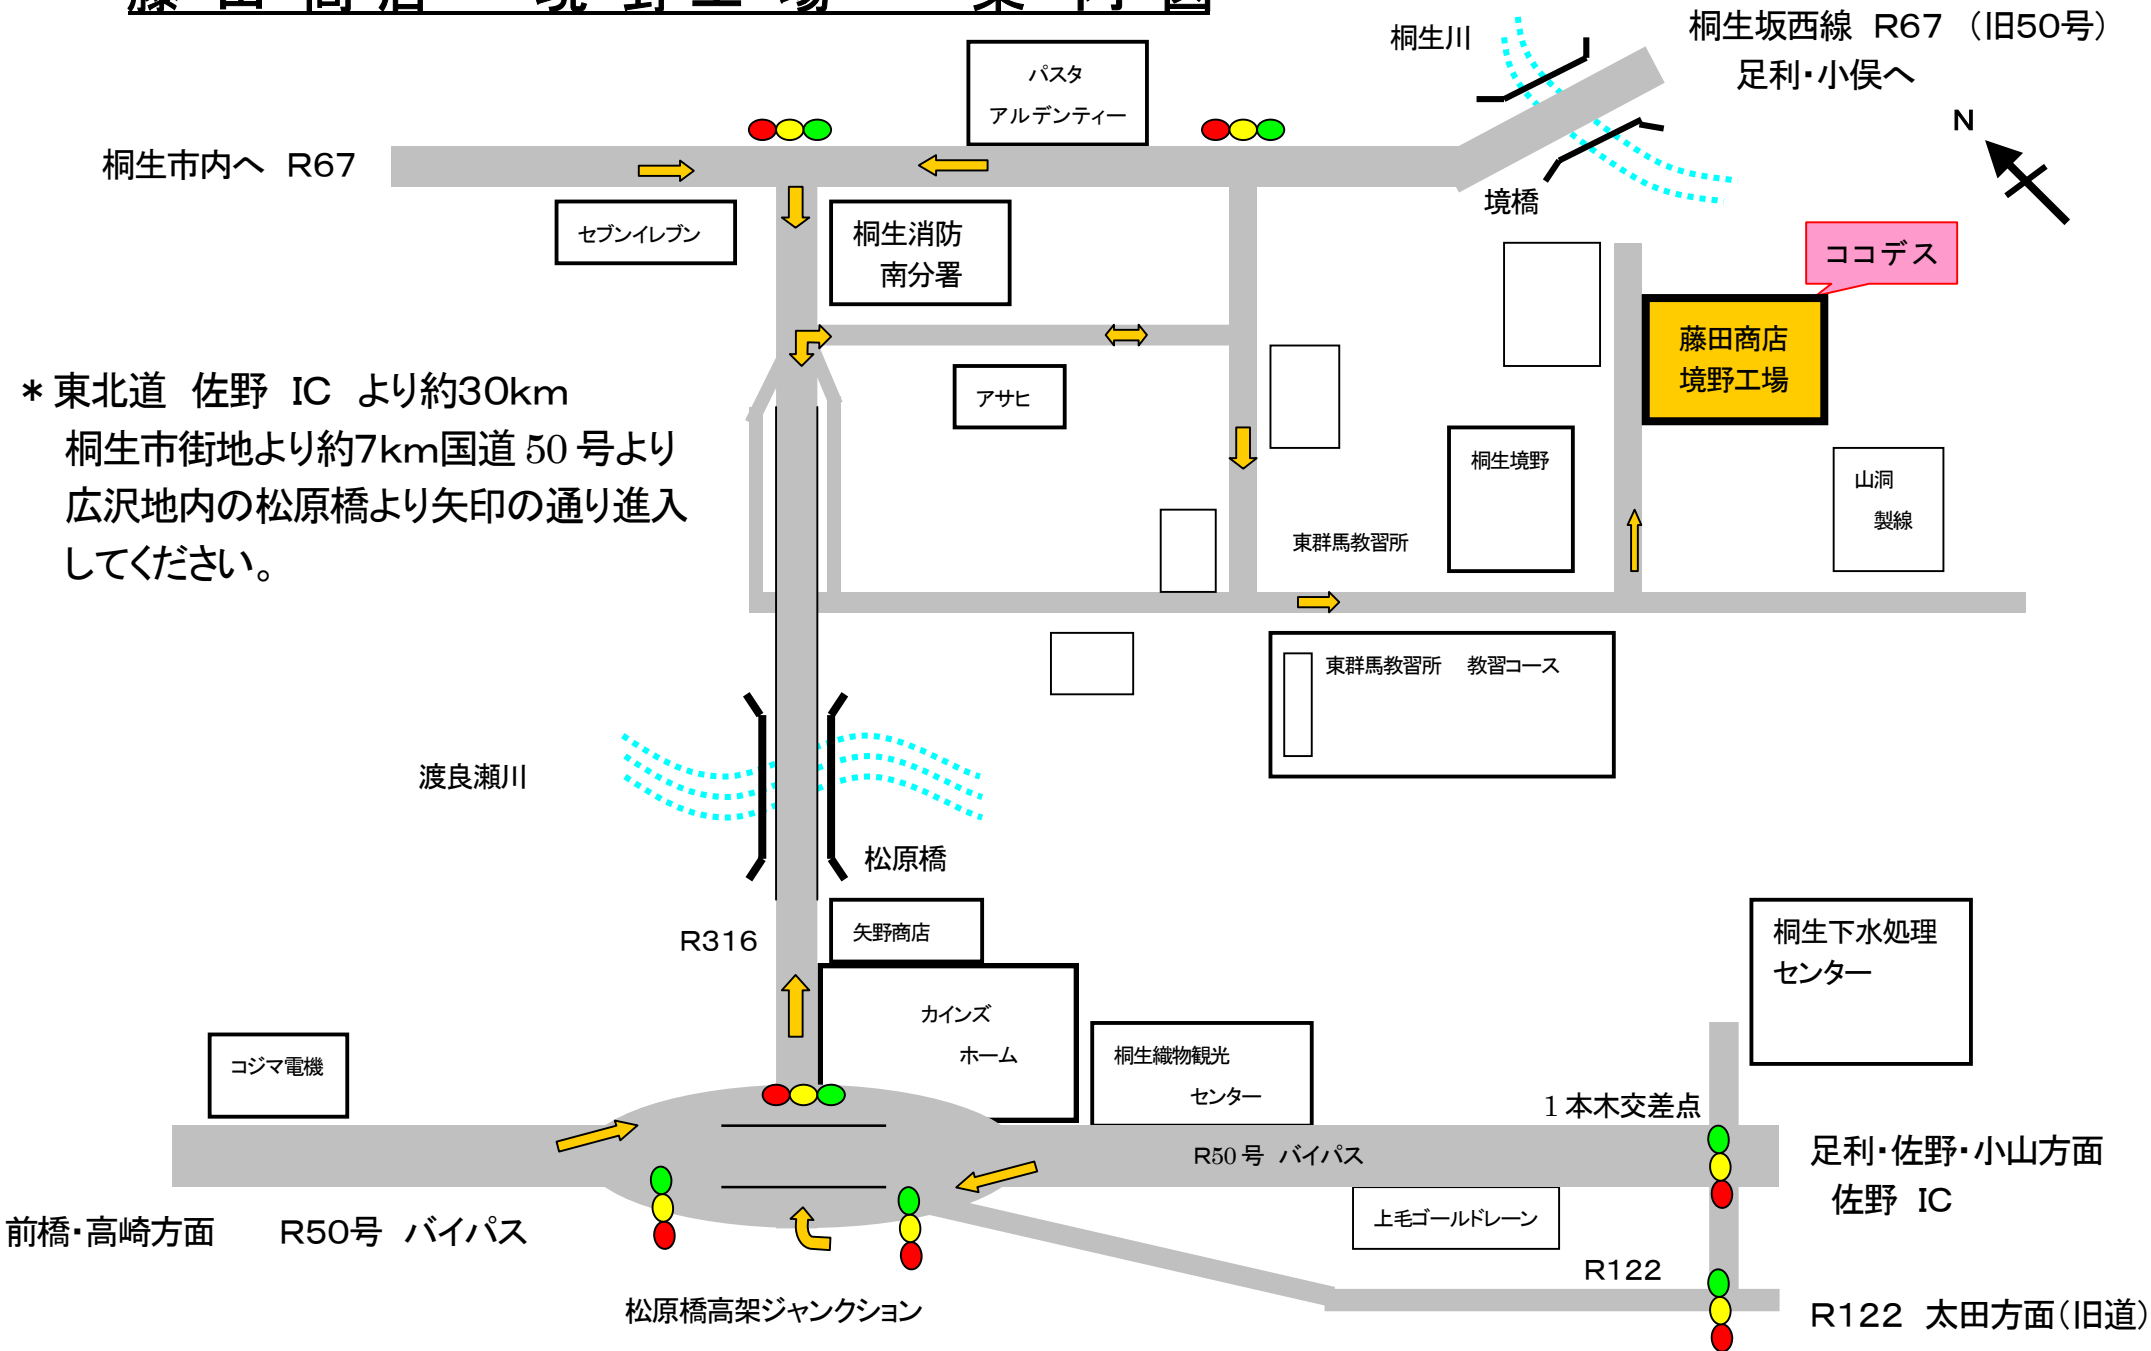 藤 田 商 店　境 野 工 場　案 内 図
桐生川
桐生坂西線 R67 （旧50号）
足利・小俣へ
パスタ
アルデンティー
N
桐生市内へ R67
境橋
セブンイレブン
桐生消防
南分署
ココデス
藤田商店
境野工場
＊東北道 佐野 IC より約30km
桐生市街地より約7km国道 50 号より
広沢地内の松原橋より矢印の通り進入
してください。
アサヒ
桐生境野
山洞
製線
東群馬教習所
東群馬教習所 教習コース
渡良瀬川
松原橋
R316
矢野商店
桐生下水処理
センター
カインズ
ホーム
コジマ電機
桐生織物観光
センター
1 本木交差点
R50 号 バイパス
足利・佐野・小山方面
佐野 IC
前橋・高崎方面 R50号 バイパス
上毛ゴールドレーン
R122
松原橋高架ジャンクション
R122 太田方面（旧道）